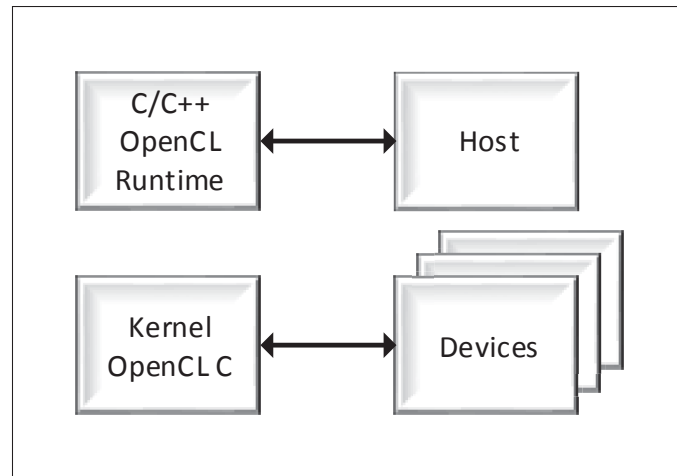 C/C++
OpenCL
Runtime
Host
Kernel
OpenCL C
Devices